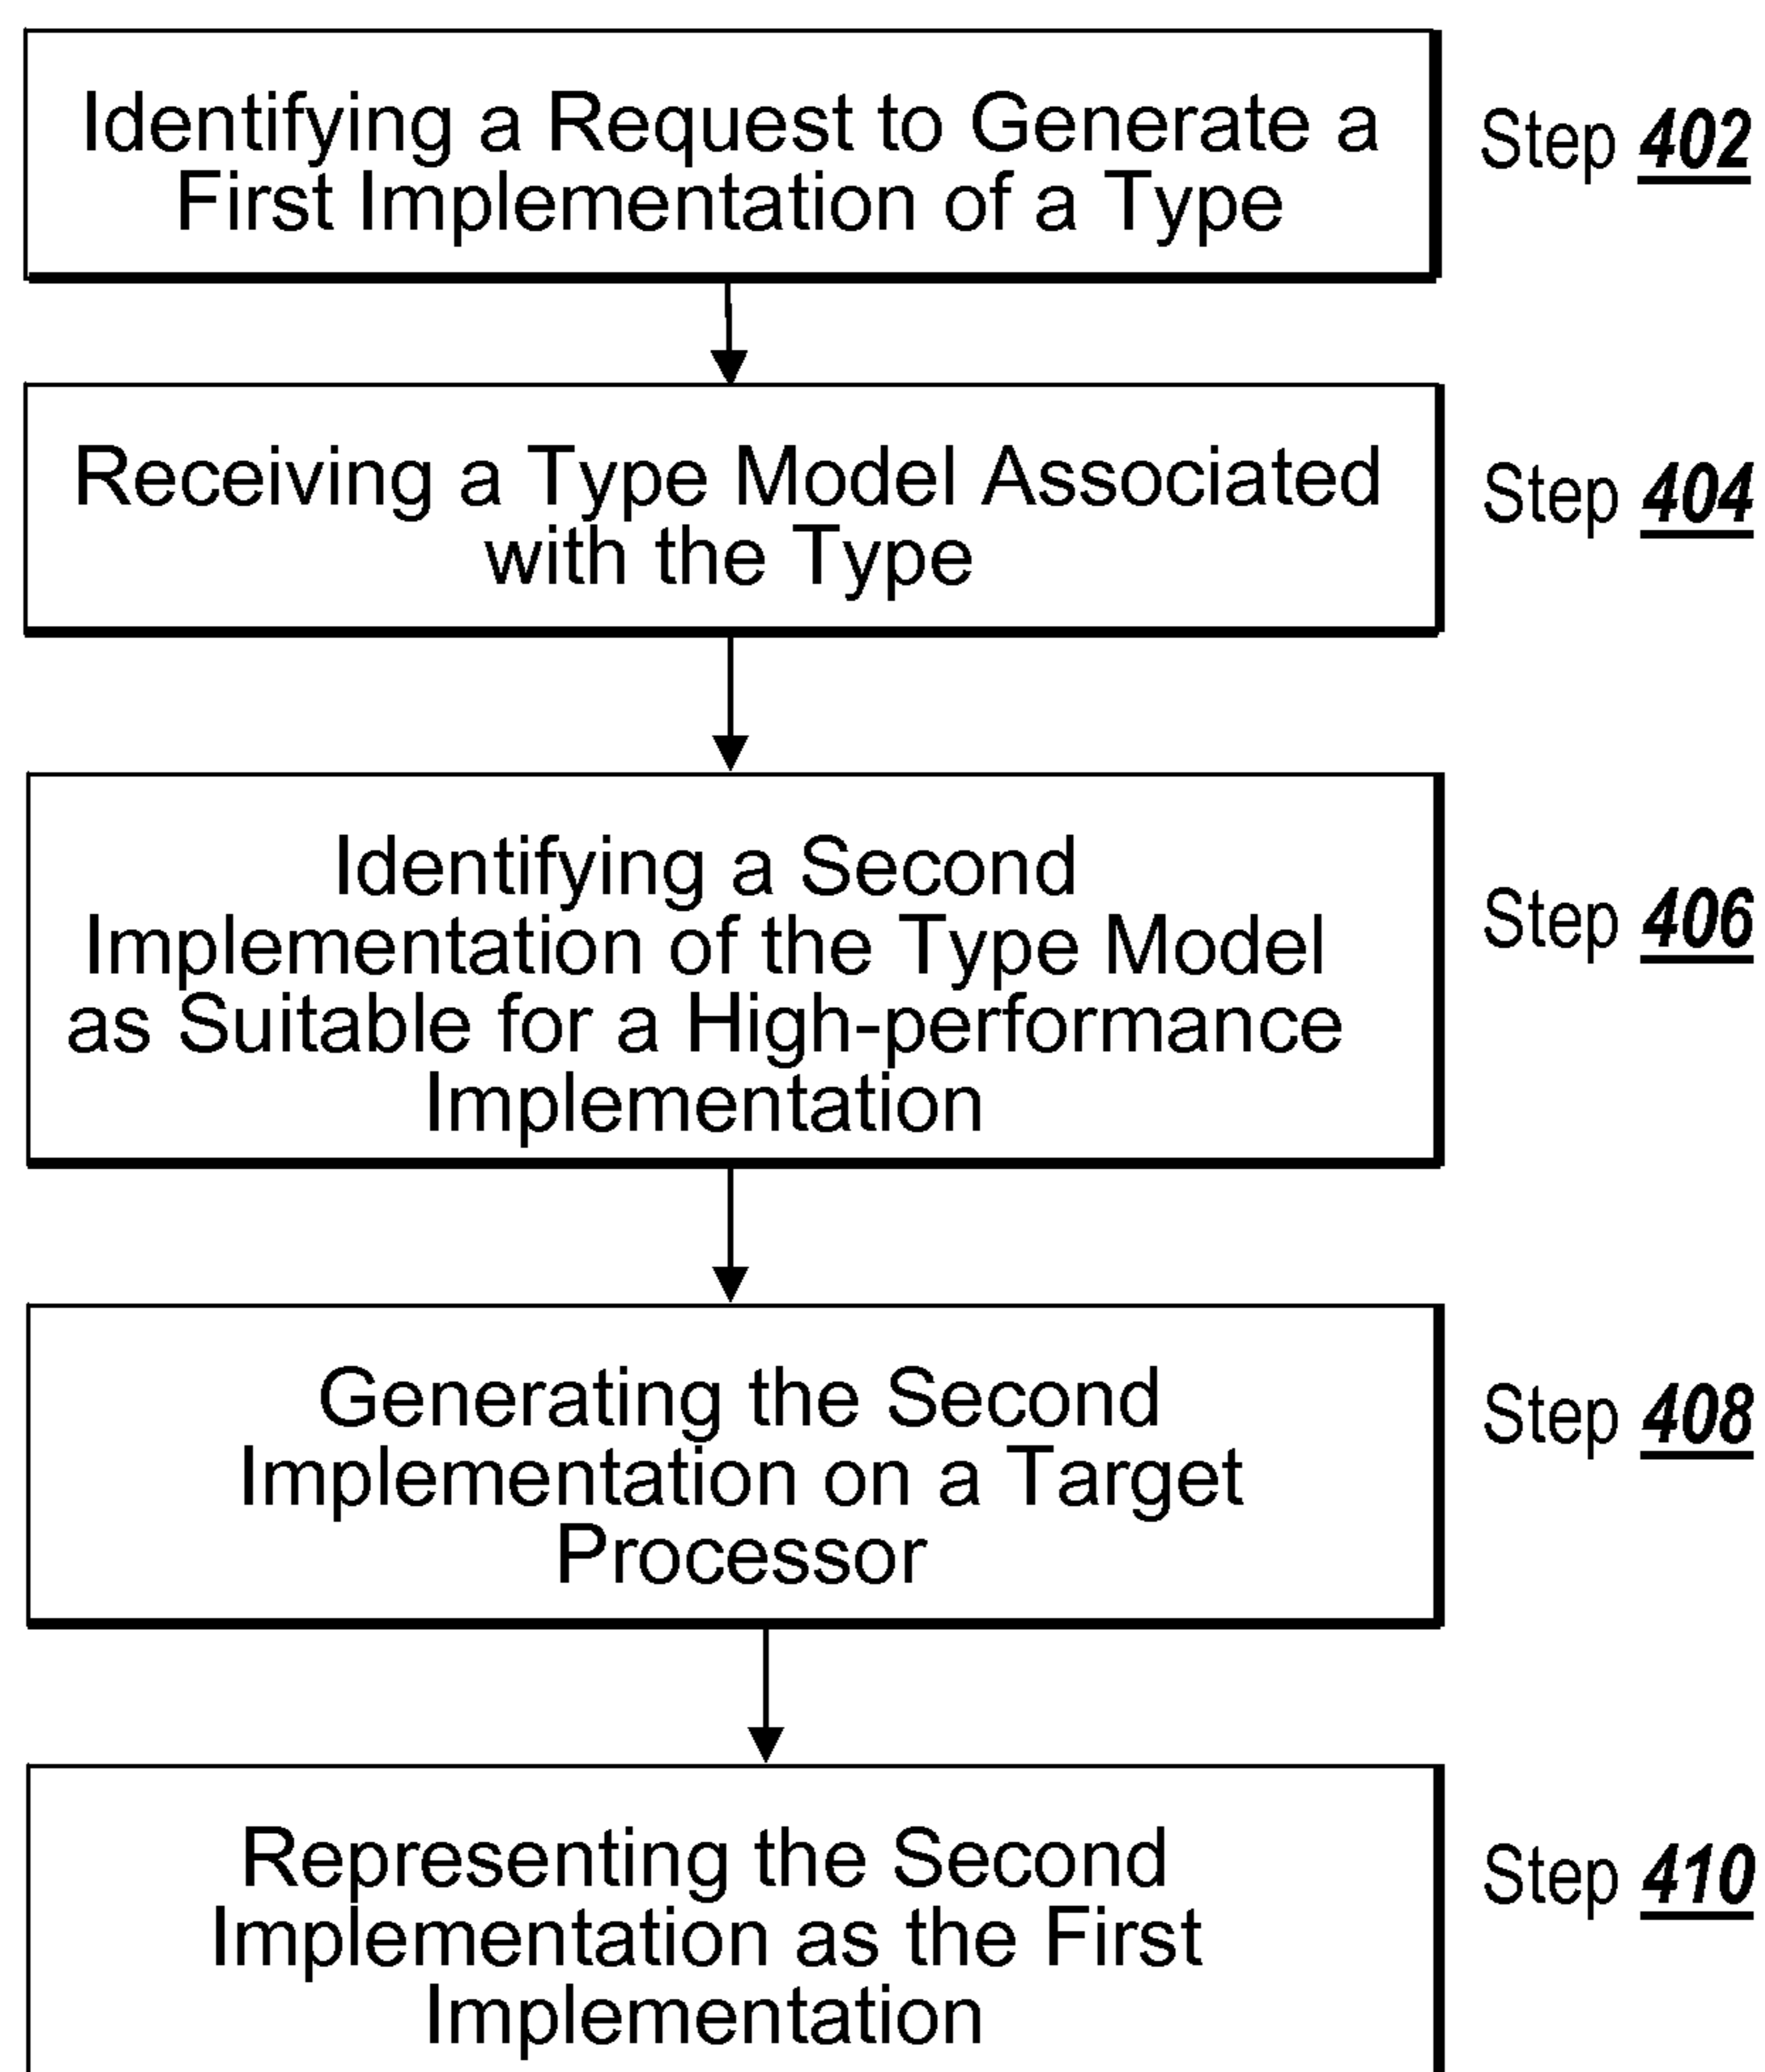 Identifying a Request to Generate a
First Implementation of a Type
Step 402
Receiving a Type Model Associated
with the Type
Step 404
Identifying a Second
Implementation of the Type Model
as Suitable for a High-performance
Implementation
Step 406
Generating the Second
Implementation on a Target
Processor
Step 408
Representing the Second
Implementation as the First
Implementation
Step 410